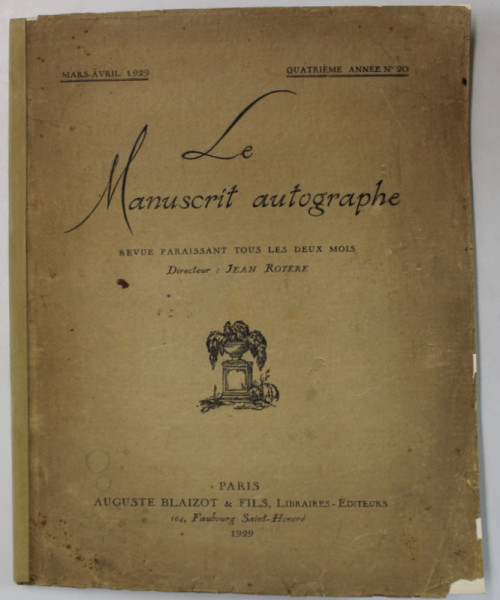 MARS-AVRIL 1929
QUATRIÈME ANNÉE Nº 20
Le
Manuscrit autographe
REVUE PARAISSANT TOUS LES DEUX MOIS
Directeur : JEAN ROYERE
PARIS
AUGUSTE BLAIZOT & FILS, LIBRAIRES-ÉDITEURS
164, Faubourg Saint-Honoré
1929